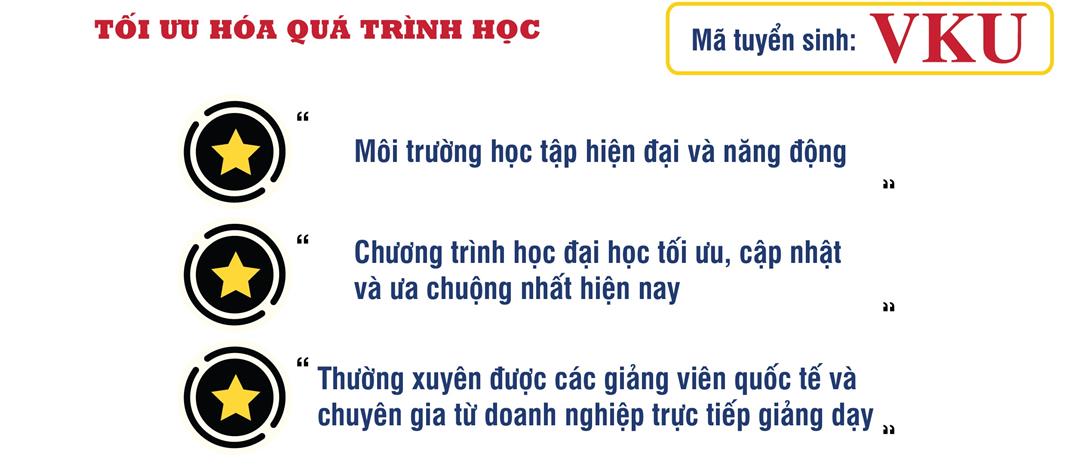 TỐI ƯU HÓA QUÁ TRÌNH HỌC
Mã tuyển sinh: VKU
“ Môi trường học tập hiện đại và năng động ”
“ Chương trình học đại học tối ưu, cập nhật
và ưa chuộng nhất hiện nay ”
“ Thường xuyên được các giảng viên quốc tế và
chuyên gia từ doanh nghiệp trực tiếp giảng dạy ”